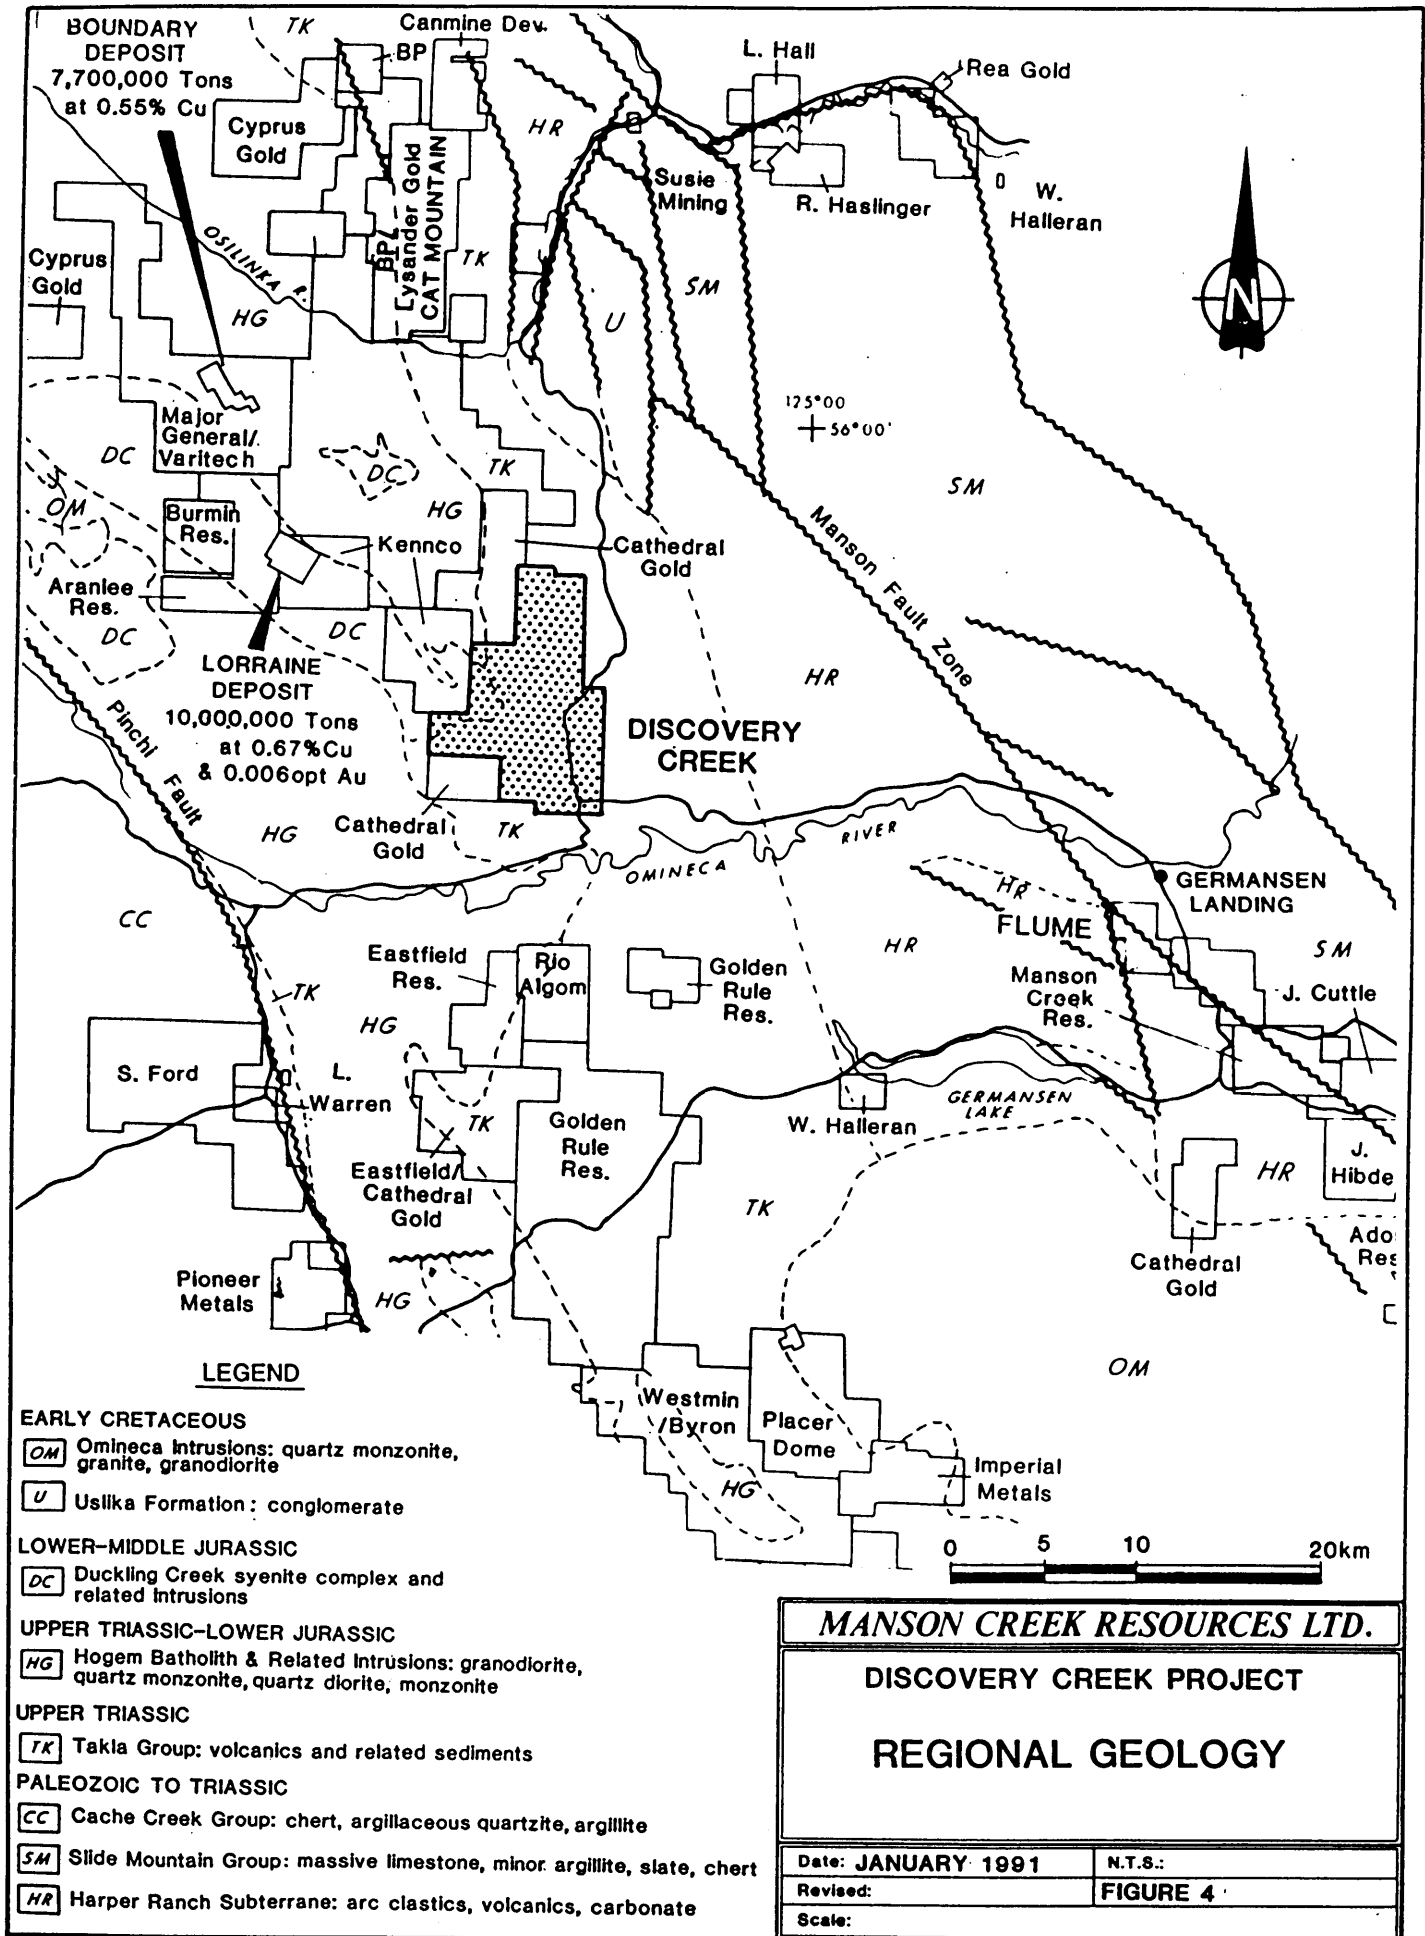 BOUNDARY
DEPOSIT
7,700,000 Tons
at 0.55% Cu
TK
Canmine Dev.
BP
Cyprus
Gold
HR
L. Hall
Rea Gold
BP/
Lysander Gold
CAT MOUNTAIN
Susie
Mining
R. Haslinger
W.
Halleran
Cyprus
Gold
OSILINKA R.
HG
TK
SM
U
N
125°00
56°00'
Major
General/
Varitech
DC
DC
TK
HG
SM
OM
Burmin
Res.
Kennco
Cathedral
Gold
Manson Fault Zone
Aranlee
Res.
DC
DC
LORRAINE
DEPOSIT
10,000,000 Tons
at 0.67%Cu
& 0.006opt Au
HR
Pinchi Fault
DISCOVERY
CREEK
HG
Cathedral
Gold
TK
OMINECA
RIVER
HR
GERMANSEN
LANDING
CC
FLUME
HR
SM
Eastfield
Res.
Rio
Algom
Golden
Rule
Res.
Manson
Creek
Res.
J. Cuttle
TK
HG
S. Ford
L.
Warren
TK
Golden
Rule
Res.
GERMANSEN
LAKE
W. Halleran
Eastfield/
Cathedral
Gold
TK
HR
J.
Hibde
Cathedral
Gold
Ado
Res
Pioneer
Metals
HG
OM
Westmin
/Byron
Placer
Dome
HG
Imperial
Metals
0 5 10 20km
LEGEND
EARLY CRETACEOUS
OM Omineca Intrusions: quartz monzonite,
granite, granodiorite
U Uslika Formation: conglomerate
LOWER-MIDDLE JURASSIC
DC Duckling Creek syenite complex and
related Intrusions
UPPER TRIASSIC-LOWER JURASSIC
HG Hogem Batholith & Related Intrusions: granodiorite,
quartz monzonite, quartz diorite, monzonite
UPPER TRIASSIC
TK Takla Group: volcanics and related sediments
PALEOZOIC TO TRIASSIC
CC Cache Creek Group: chert, argillaceous quartzite, argillite
SM Slide Mountain Group: massive limestone, minor argillite, slate, chert
HR Harper Ranch Subterrane: arc clastics, volcanics, carbonate
MANSON CREEK RESOURCES LTD.
DISCOVERY CREEK PROJECT
REGIONAL GEOLOGY
Date: JANUARY 1991
N.T.S.:
Revised:
FIGURE 4
Scale: